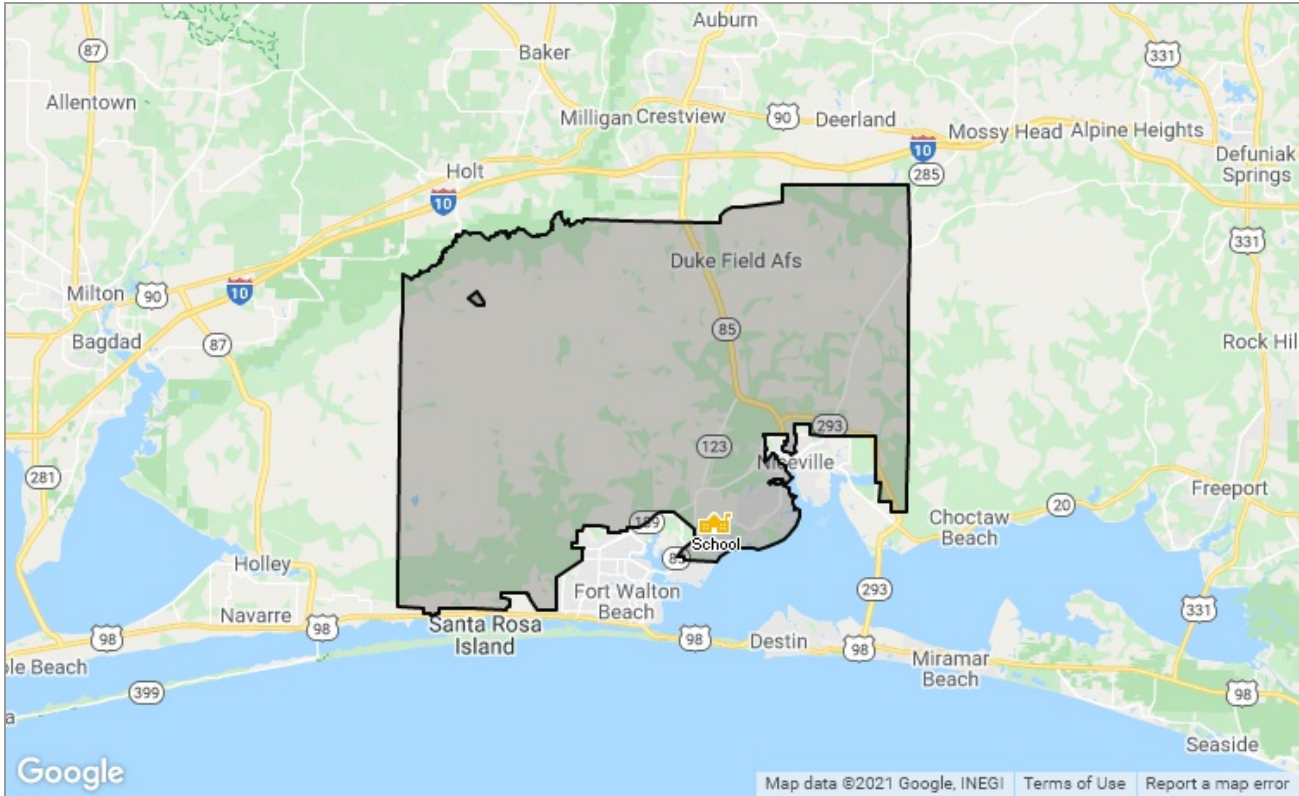 Auburn
87
Baker
331
Allentown
Milligan
Crestview
90
Deerland
Mossy Head
Alpine Heights
10
Defuniak
Springs
Holt
285
10
331
Duke Field Afs
Milton
90
10
85
Rock Hil
Bagdad
87
293
123
Niceville
281
Freeport
20
189
Choctaw
Beach
School
85
Holley
293
Fort Walton
Beach
331
Navarre
98
98
Santa Rosa
Island
98
Destin
98
ole Beach
Miramar
Beach
399
98
a
Seaside
Google
Map data ©2021 Google, INEGI
Terms of Use
Report a map error